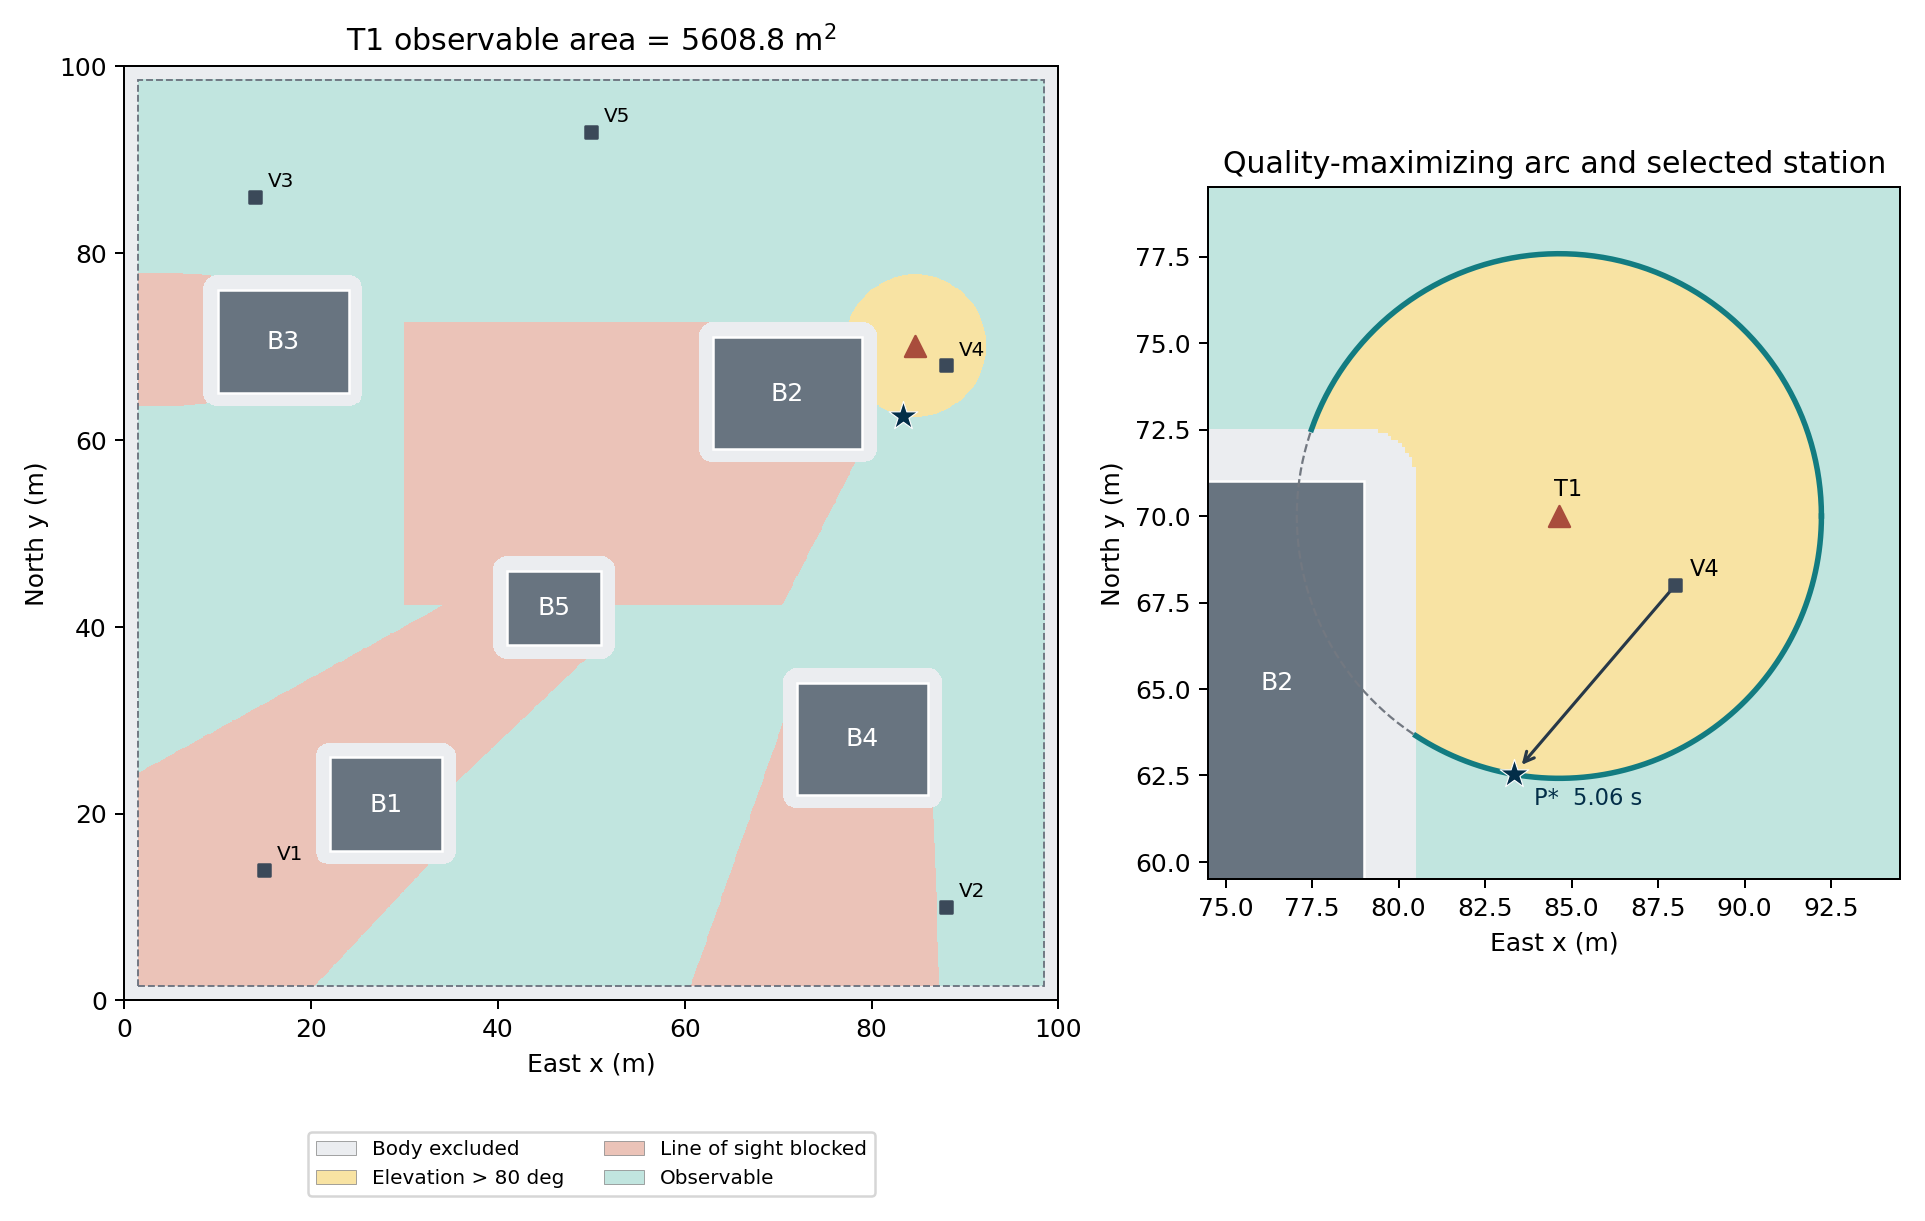 T1 observable area = 5608.8 m²
100
80
60
40
20
0
North y (m)
V5
V3
B3
V4
B2
B5
B4
B1
V1
V2
0
20
40
60
80
100
East x (m)
Body excluded
Elevation > 80 deg
Line of sight blocked
Observable
Quality-maximizing arc and selected station
77.5
75.0
72.5
70.0
67.5
65.0
62.5
60.0
North y (m)
T1
V4
B2
P* 5.06 s
75.0
77.5
80.0
82.5
85.0
87.5
90.0
92.5
East x (m)